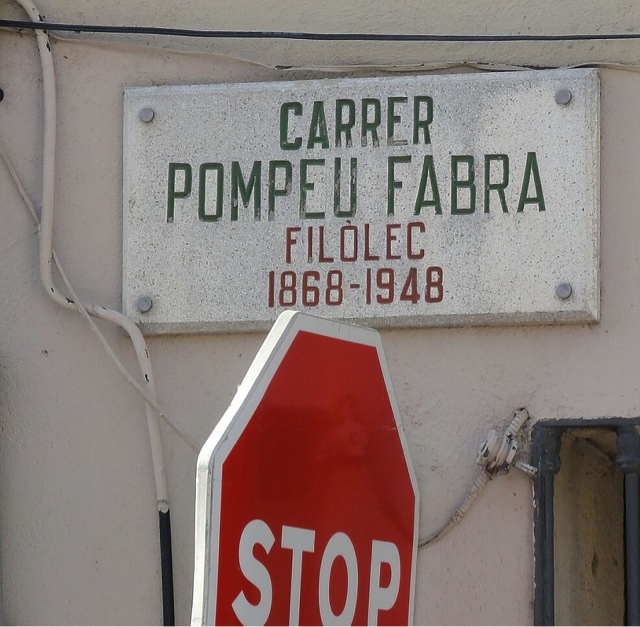 CARRER
POMPEU FABRA
FILÒLEC
1868-1948
STOP